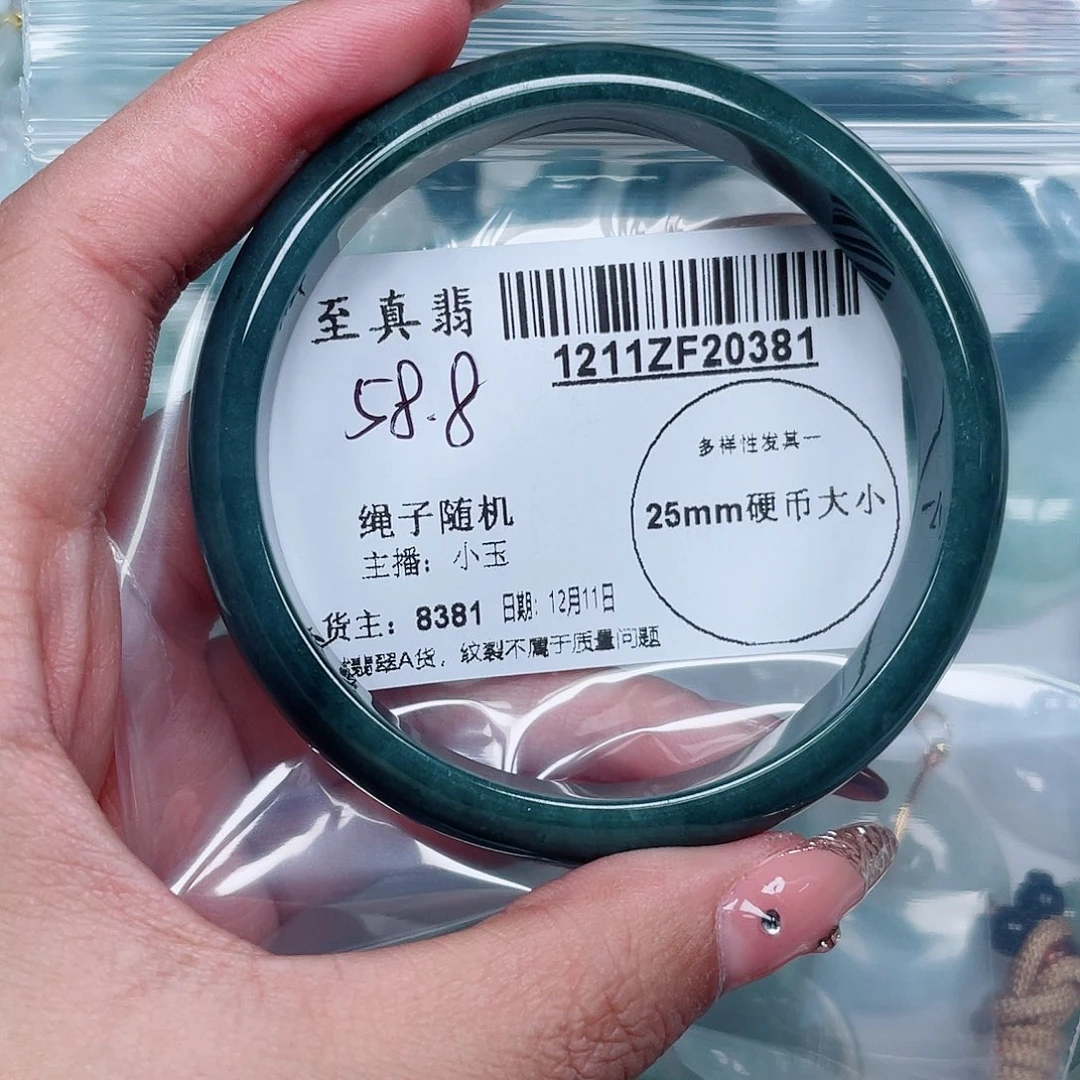 至真翡
1211ZF20381
58.8
多样性发其一
25mm硬币大小
绳子随机
主播：小玉
货主：8381 日期：12月11日
翡翠A货，纹裂不属于质量问题